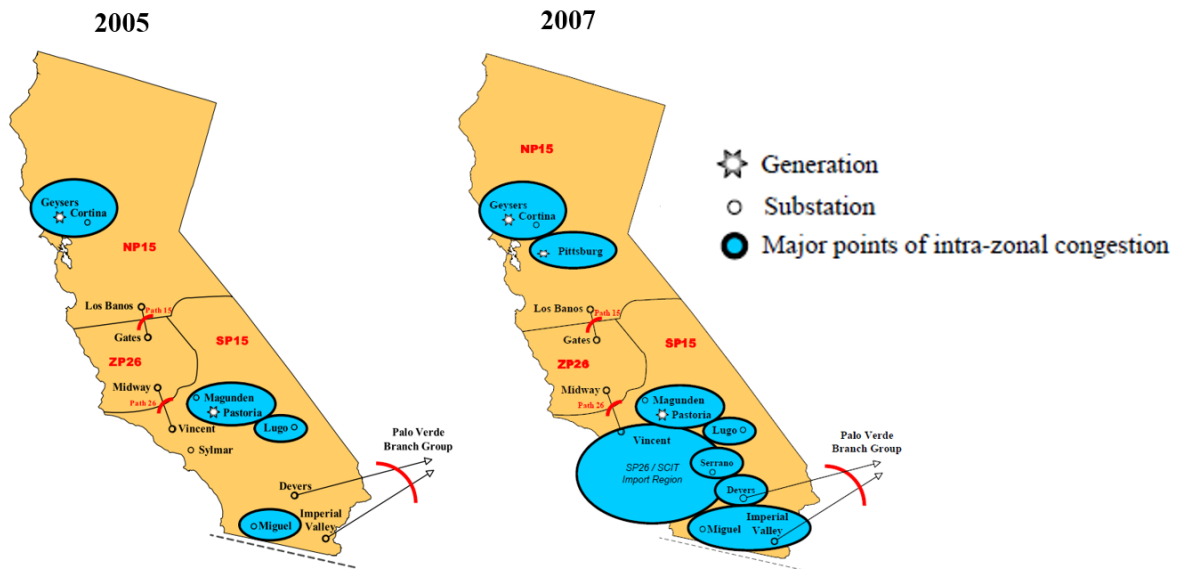 2005
Geysers
Cortina
NP15
Los Banos
Path 15
Gates
SP15
ZP26
Midway
Path 26
Magunden
Pastoria
Vincent
Lugo
Sylmar
Palo Verde
Branch Group
Devers
Miguel
Imperial
Valley
2007
NP15
Geysers
Cortina
Pittsburg
Los Banos
Path 15
Gates
SP15
ZP26
Midway
Path 26
Magunden
Pastoria
Vincent
Lugo
SP26 / SCIT
Import Region
Serrano
Palo Verde
Branch Group
Devers
Miguel
Imperial
Valley
Generation
Substation
Major points of intra-zonal congestion